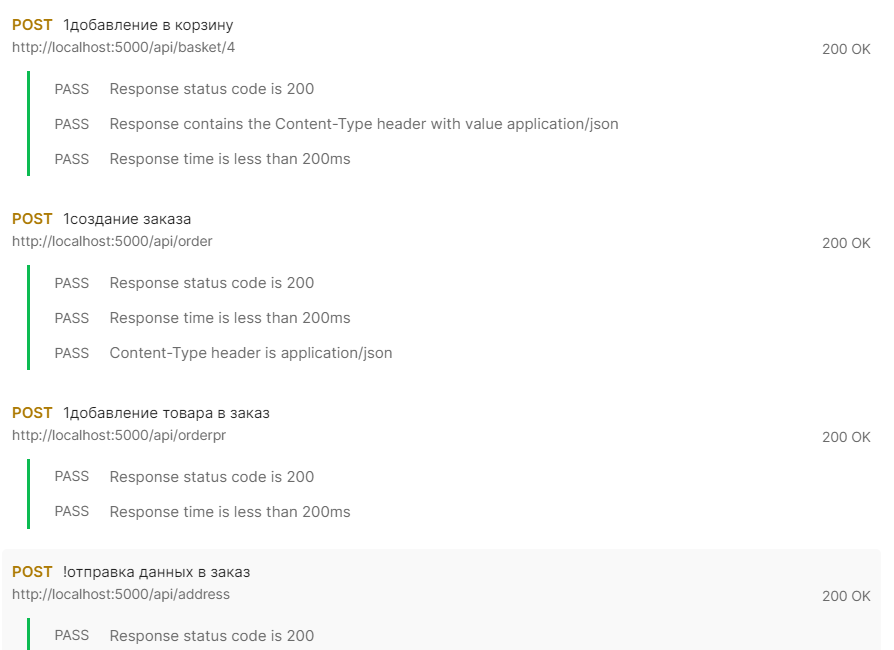 POST 1добавление в корзину
http://localhost:5000/api/basket/4
200 OK
PASS Response status code is 200
PASS Response contains the Content-Type header with value application/json
PASS Response time is less than 200ms
POST 1создание заказа
http://localhost:5000/api/order
200 OK
PASS Response status code is 200
PASS Response time is less than 200ms
PASS Content-Type header is application/json
POST 1добавление товара в заказ
http://localhost:5000/api/orderpr
200 OK
PASS Response status code is 200
PASS Response time is less than 200ms
POST !отправка данных в заказ
http://localhost:5000/api/address
200 OK
PASS Response status code is 200